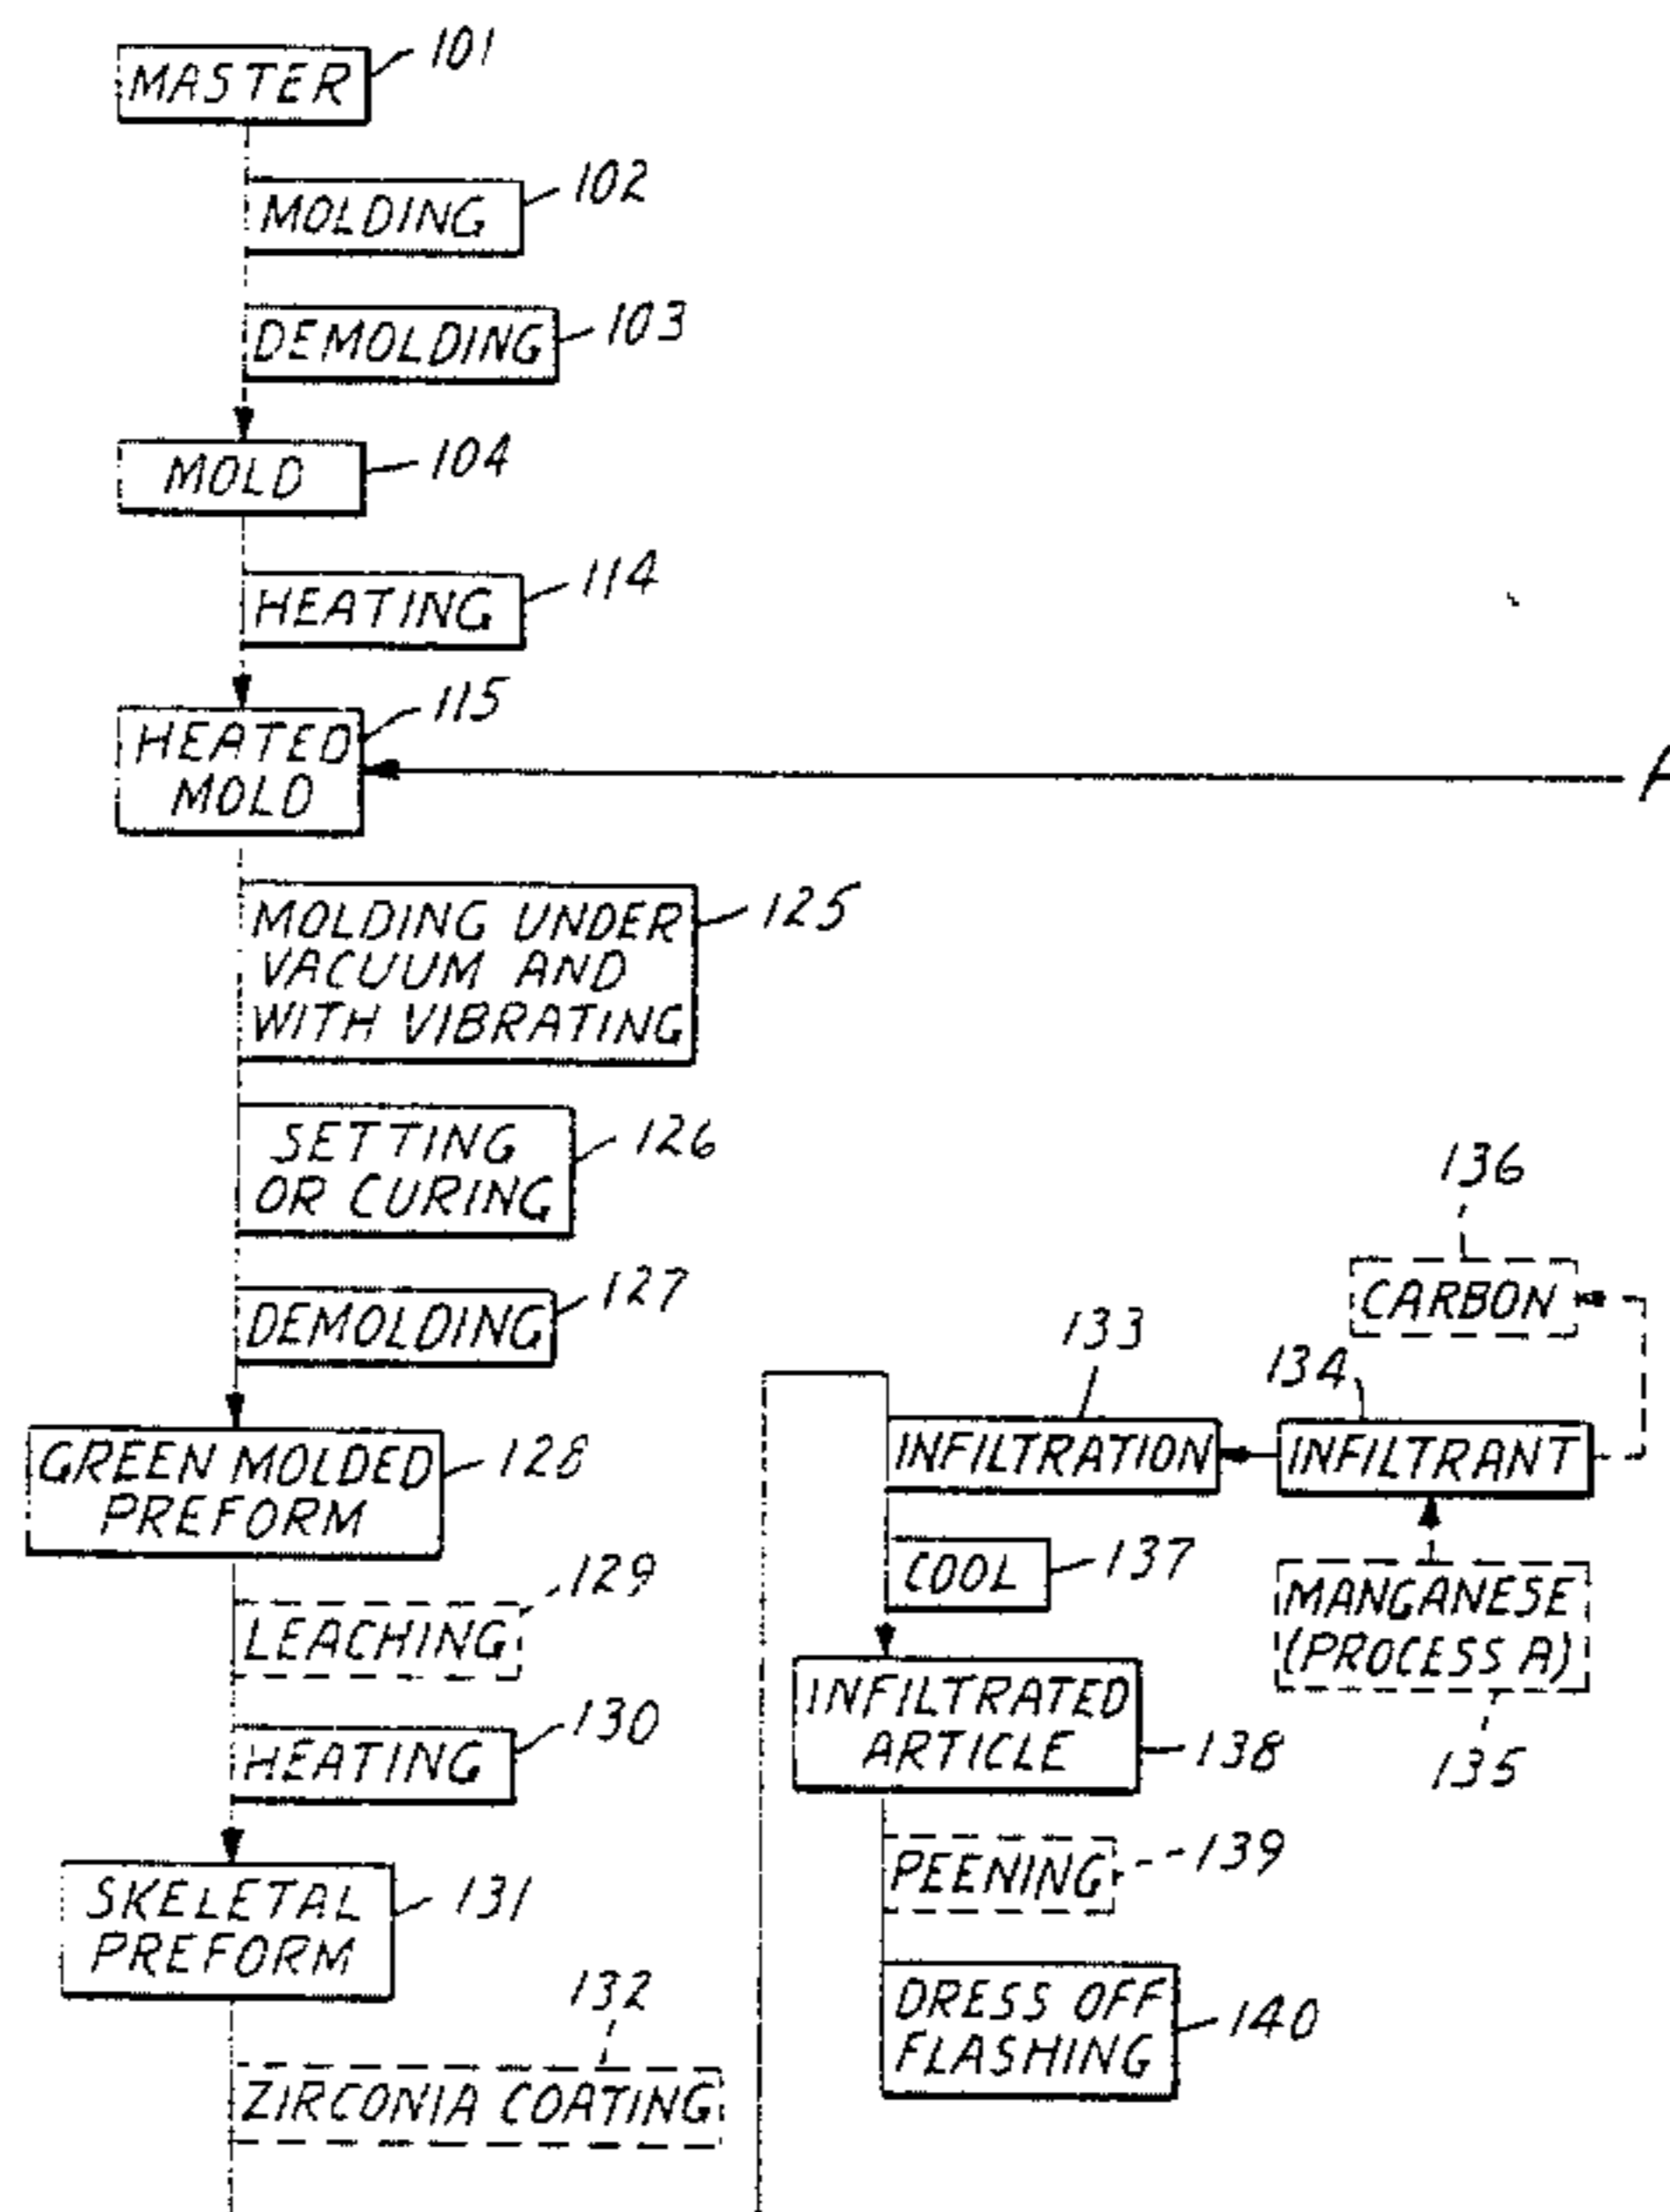 MASTER
101
MOLDING
102
DEMOLDING
103
MOLD
104
HEATING
114
HEATED
MOLD
115
A
MOLDING UNDER
VACUUM AND
WITH VIBRATING
125
SETTING
OR CURING
126
DEMOLDING
127
GREEN MOLDED
PREFORM
128
LEACHING
129
HEATING
130
SKELETAL
PREFORM
131
ZIRCONIA COATING
132
INFILTRATION
133
INFILTRANT
134
CARBON
136
MANGANESE
(PROCESS A)
135
COOL
137
INFILTRATED
ARTICLE
138
PEENING
139
DRESS OFF
FLASHING
140